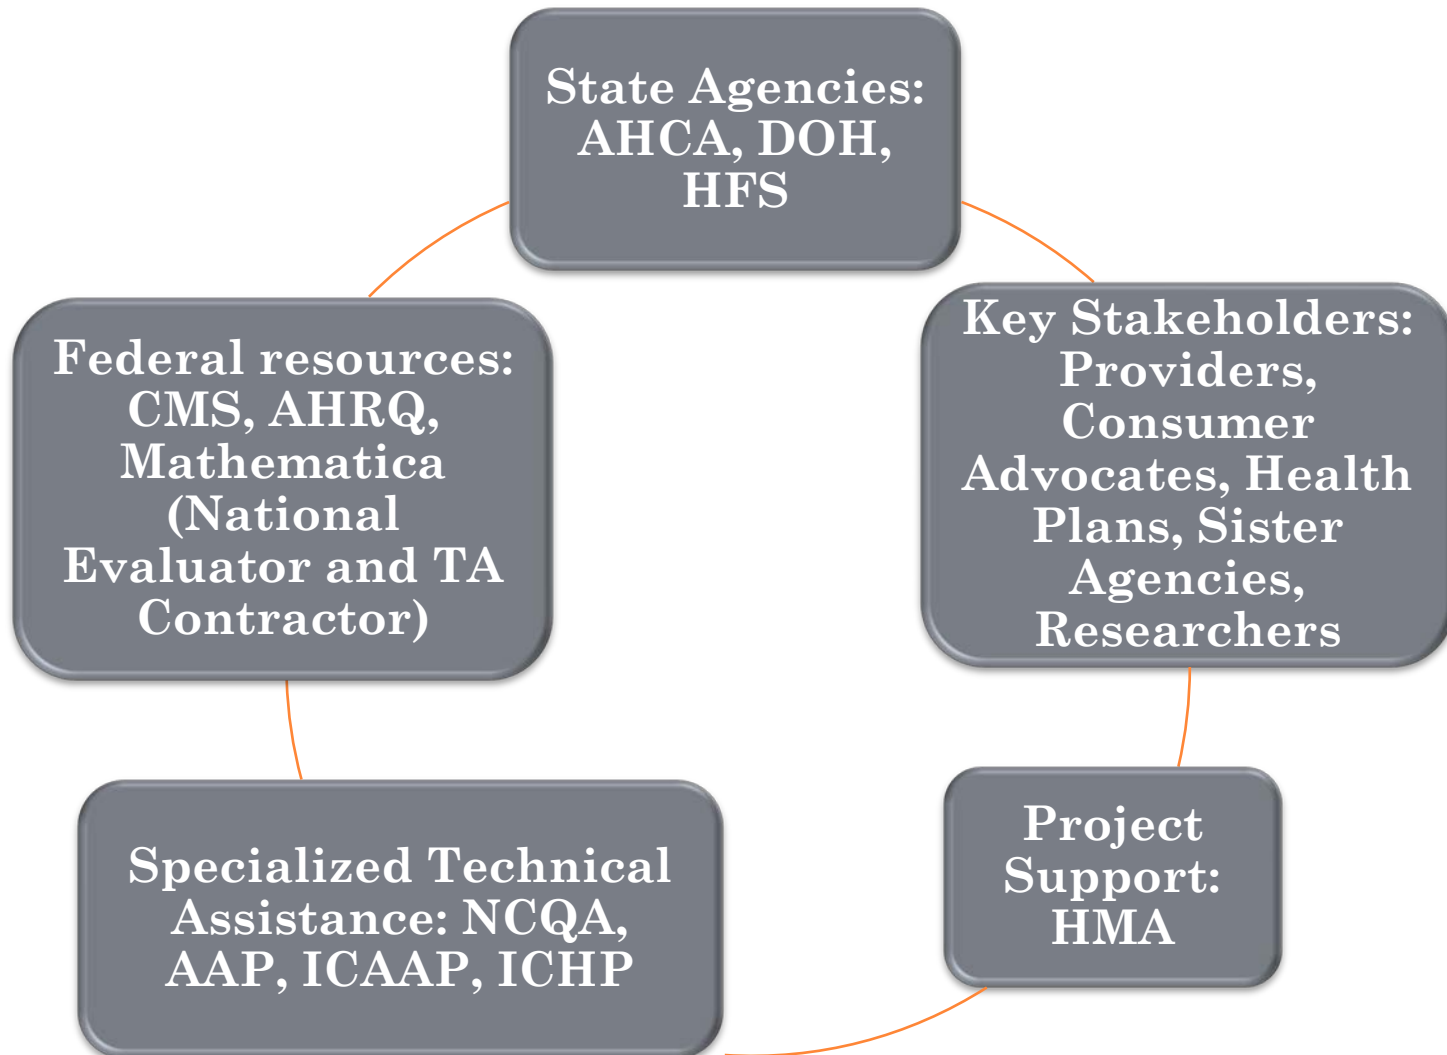 State Agencies:
AHCA, DOH,
HFS
Key Stakeholders:
Providers,
Consumer
Advocates, Health
Plans, Sister
Agencies,
Researchers
Project
Support:
HMA
Specialized Technical
Assistance: NCQA,
AAP, ICAAP, ICHP
Federal resources:
CMS, AHRQ,
Mathematica
(National
Evaluator and TA
Contractor)